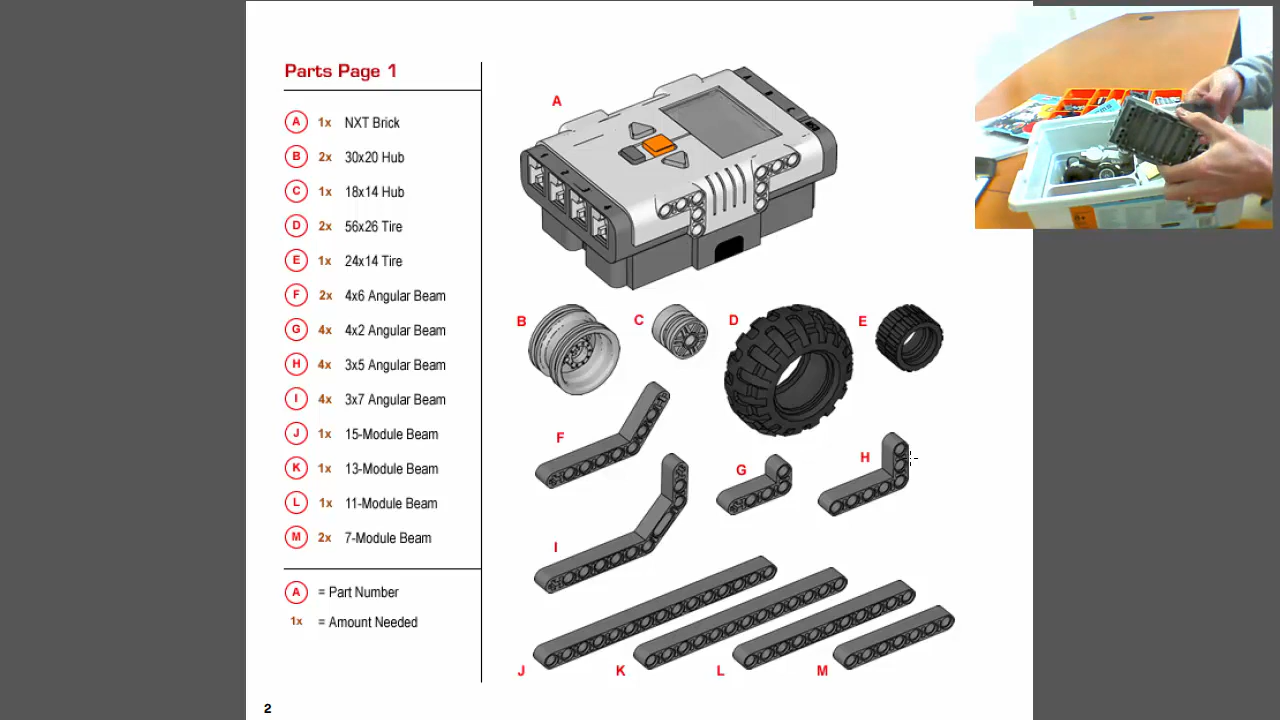 Parts Page 1
A 1x NXT Brick
B 2x 30x20 Hub
C 1x 18x14 Hub
D 2x 56x26 Tire
E 1x 24x14 Tire
F 2x 4x6 Angular Beam
G 4x 4x2 Angular Beam
H 4x 3x5 Angular Beam
I 4x 3x7 Angular Beam
J 1x 15-Module Beam
K 1x 13-Module Beam
L 1x 11-Module Beam
M 2x 7-Module Beam
A = Part Number
1x = Amount Needed
2
A
B
C
D
E
F
G
H
I
J
K
L
M